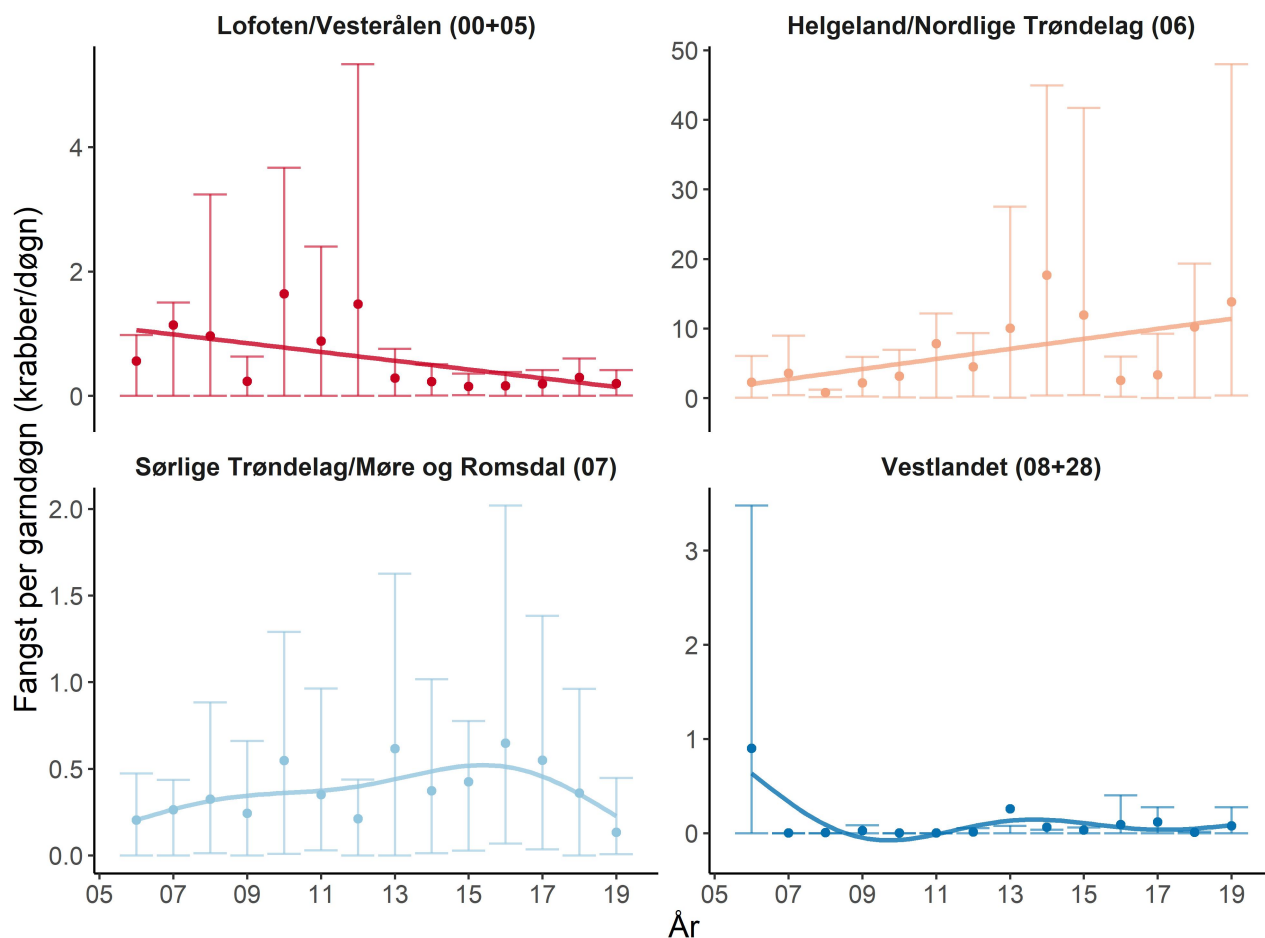 Lofoten/Vesterålen (00+05)
Helgeland/Nordlige Trøndelag (06)
4
2
0
50
40
30
20
10
0
Fangst per garndøgn (krabber/døgn)
Sørlige Trøndelag/Møre og Romsdal (07)
Vestlandet (08+28)
2.0
1.5
1.0
0.5
0.0
3
2
1
0
05 07 09 11 13 15 17 19
05 07 09 11 13 15 17 19
År